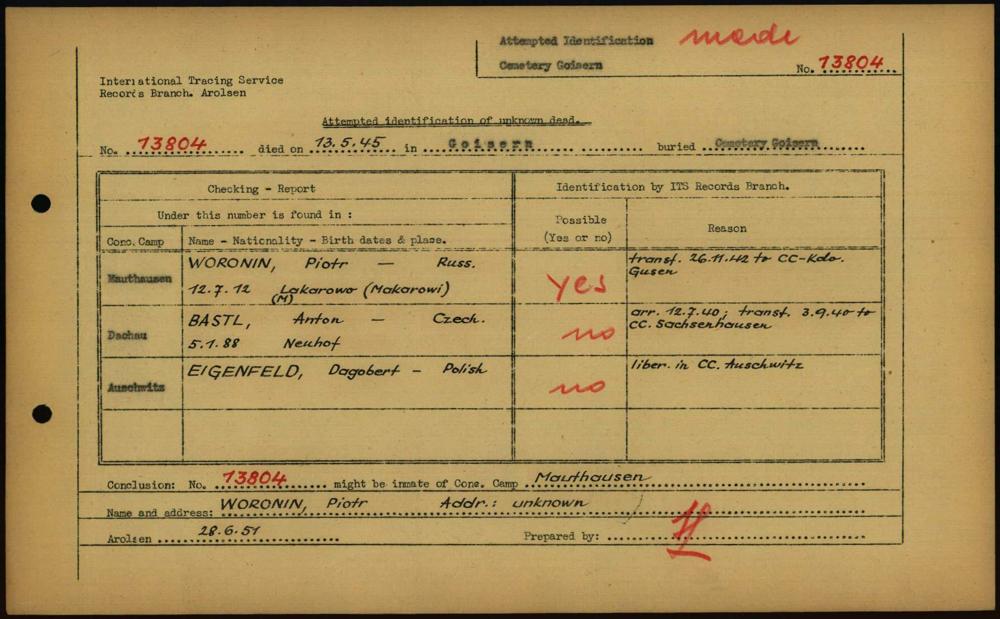 Attempted Identification made
Cemetery Goisern
No. 13804
International Tracing Service
Records Branch. Arolsen
Attempted identification of unknown dead.
No. 13804 died on 13.5.45 in Goisern buried Cemetery Goisern
Checking - Report
Identification by ITS Records Branch.
Under this number is found in :
Possible
(Yes or no)
Reason
Conc. Camp
Name - Nationality - Birth dates & place.
Mauthausen
WORONIN, Piotr — Russ.
12.7.12 Lakarowo (Makarowi)
(M)
yes
transf. 26.11.42 to CC-Kdo.
Gusen
Dachau
BASTL, Anton — Czech.
5.1.88 Neuhof
no
arr. 12.7.40; transf. 3.9.40 to
CC. Sachsenhausen
Auschwitz
EIGENFELD, Dagobert - Polish
no
liber. in CC. Auschwitz
Conclusion: No. 13804 might be inmate of Conc. Camp Mauthausen
Name and address: WORONIN, Piotr Addr.: unknown
Arolsen 28.6.51
Prepared by: